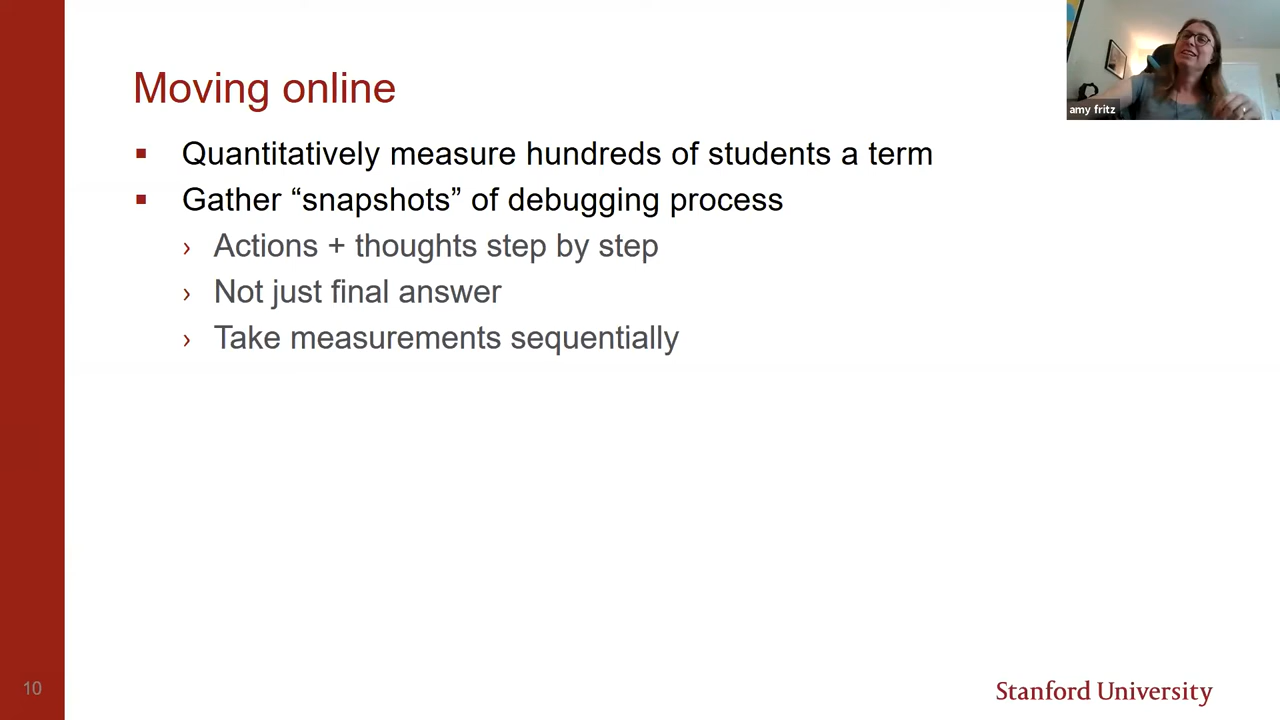 Moving online
▪ Quantitatively measure hundreds of students a term
▪ Gather “snapshots” of debugging process
› Actions + thoughts step by step
› Not just final answer
› Take measurements sequentially
amy fritz
10
Stanford University